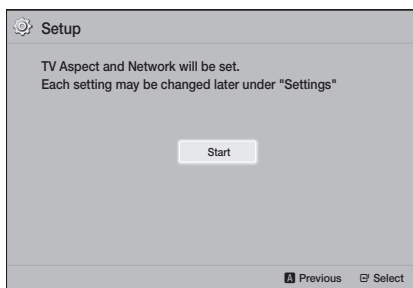 Setup
TV Aspect and Network will be set.
Each setting may be changed later under "Settings"
Start
A Previous Select